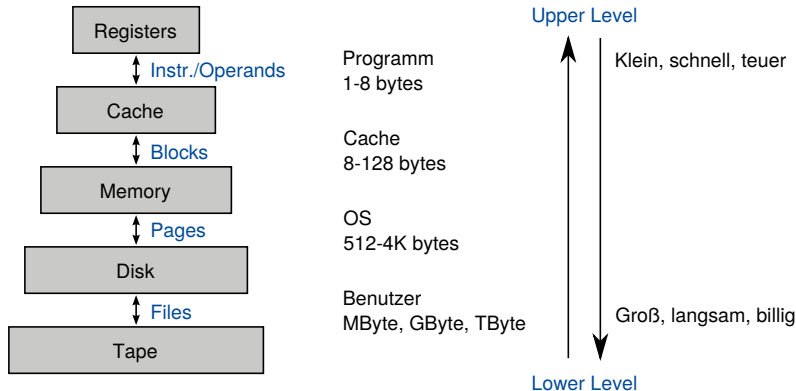 Registers
Instr./Operands
Cache
Blocks
Memory
Pages
Disk
Files
Tape
Programm
1-8 bytes
Cache
8-128 bytes
OS
512-4K bytes
Benutzer
MByte, GByte, TByte
Upper Level
Klein, schnell, teuer
Groß, langsam, billig
Lower Level